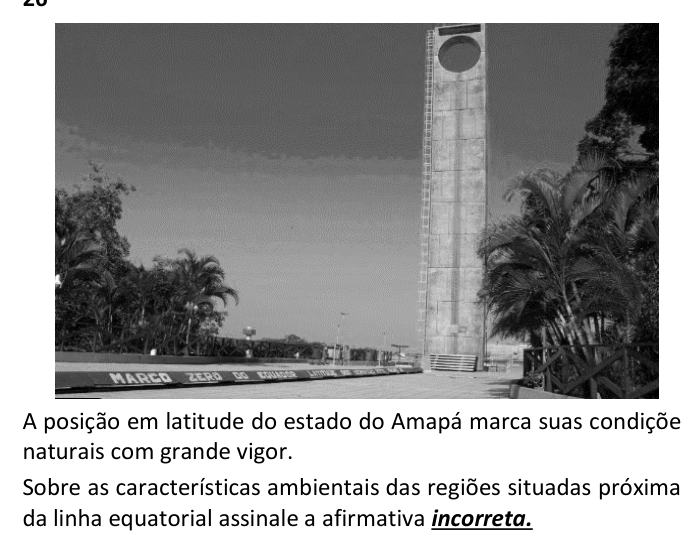 26
MARCO ZERO DO EQUADOR
A posição em latitude do estado do Amapá marca suas condiçõe
naturais com grande vigor.
Sobre as características ambientais das regiões situadas próxima
da linha equatorial assinale a afirmativa incorreta.